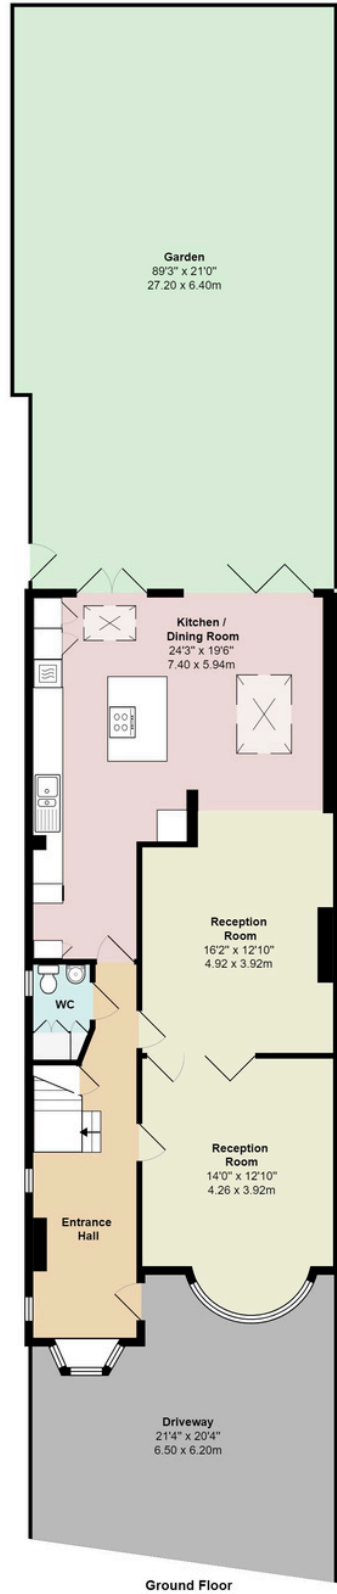 Garden
89'3" x 21'0"
27.20 x 6.40m
Kitchen /
Dining Room
24'3" x 19'6"
7.40 x 5.94m
Reception
Room
16'2" x 12'10"
4.92 x 3.92m
WC
Reception
Room
14'0" x 12'10"
4.26 x 3.92m
Entrance
Hall
Driveway
21'4" x 20'4"
6.50 x 6.20m
Ground Floor